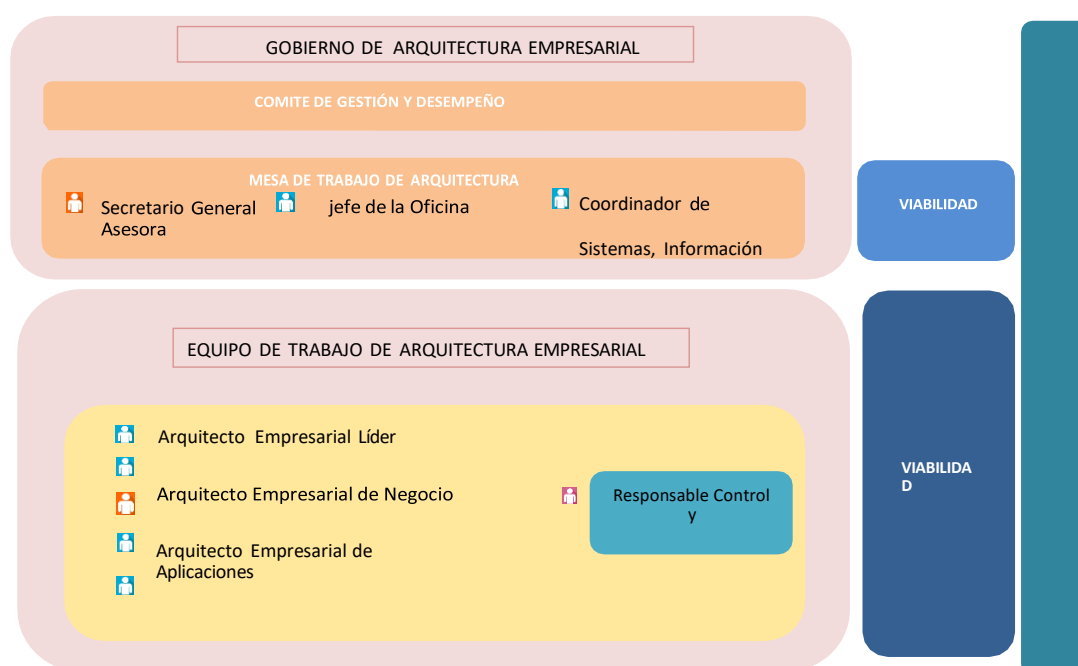 GOBIERNO DE ARQUITECTURA EMPRESARIAL
COMITE DE GESTIÓN Y DESEMPEÑO
MESA DE TRABAJO DE ARQUITECTURA
Secretario General
Asesora
jefe de la Oficina
Coordinador de
Sistemas, Información
VIABILIDAD
EQUIPO DE TRABAJO DE ARQUITECTURA EMPRESARIAL
Arquitecto Empresarial Líder
Arquitecto Empresarial de Negocio
Arquitecto Empresarial de
Aplicaciones
Responsable Control
y
VIABILIDA
D